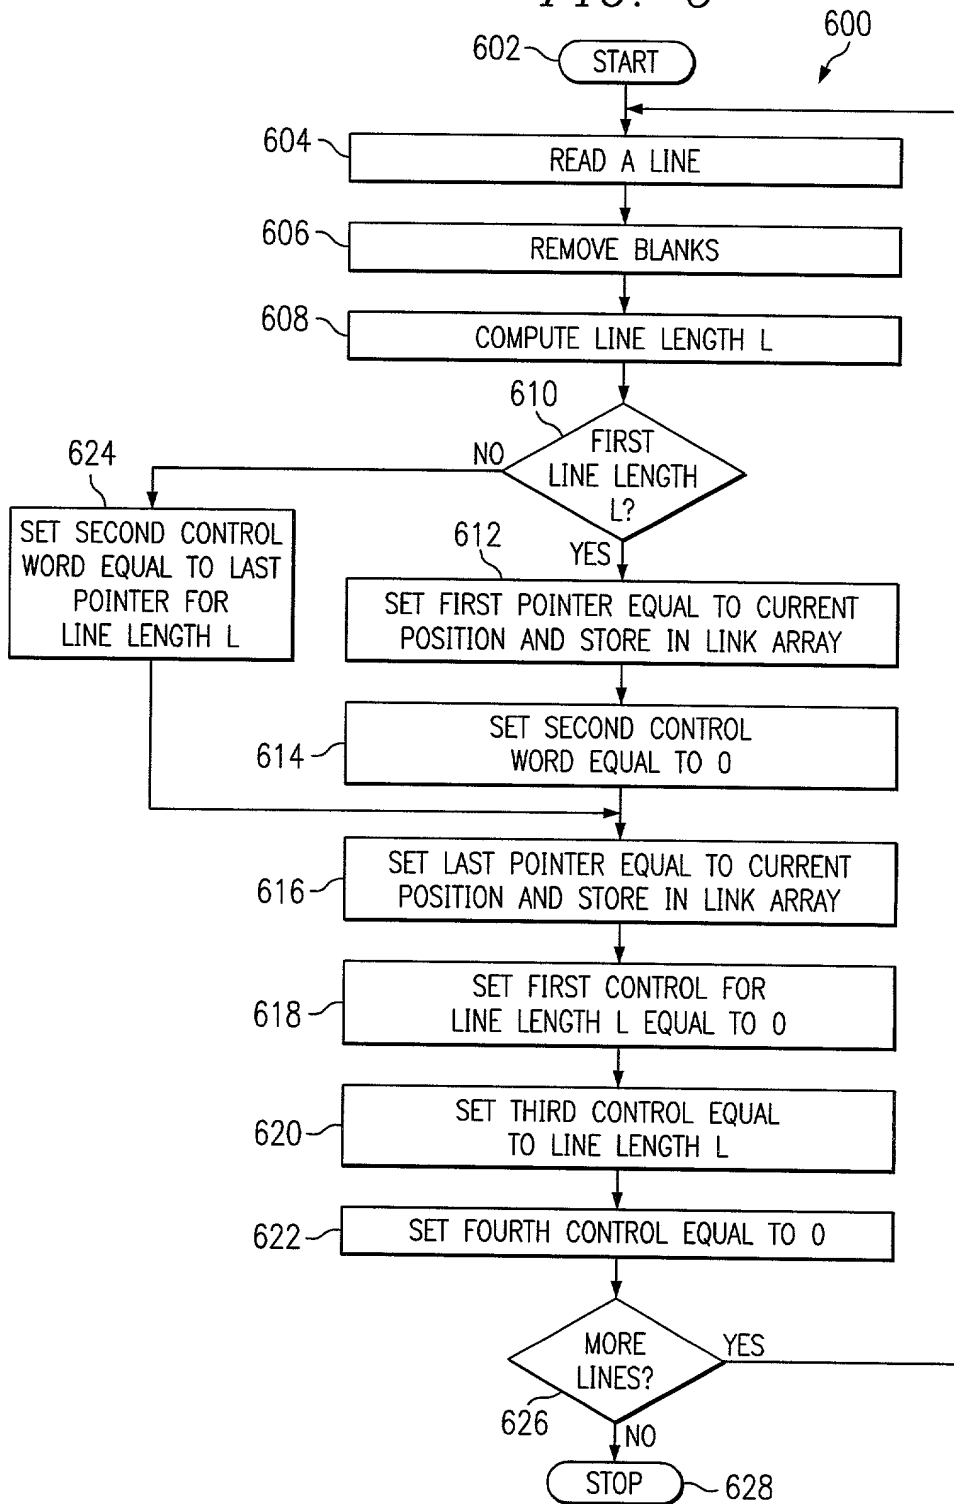 600
602
START
604
READ A LINE
606
REMOVE BLANKS
608
COMPUTE LINE LENGTH L
610
FIRST
LINE LENGTH
L?
NO
YES
624
SET SECOND CONTROL
WORD EQUAL TO LAST
POINTER FOR
LINE LENGTH L
612
SET FIRST POINTER EQUAL TO CURRENT
POSITION AND STORE IN LINK ARRAY
614
SET SECOND CONTROL
WORD EQUAL TO 0
616
SET LAST POINTER EQUAL TO CURRENT
POSITION AND STORE IN LINK ARRAY
618
SET FIRST CONTROL FOR
LINE LENGTH L EQUAL TO 0
620
SET THIRD CONTROL EQUAL
TO LINE LENGTH L
622
SET FOURTH CONTROL EQUAL TO 0
MORE
LINES?
YES
626
NO
STOP
628